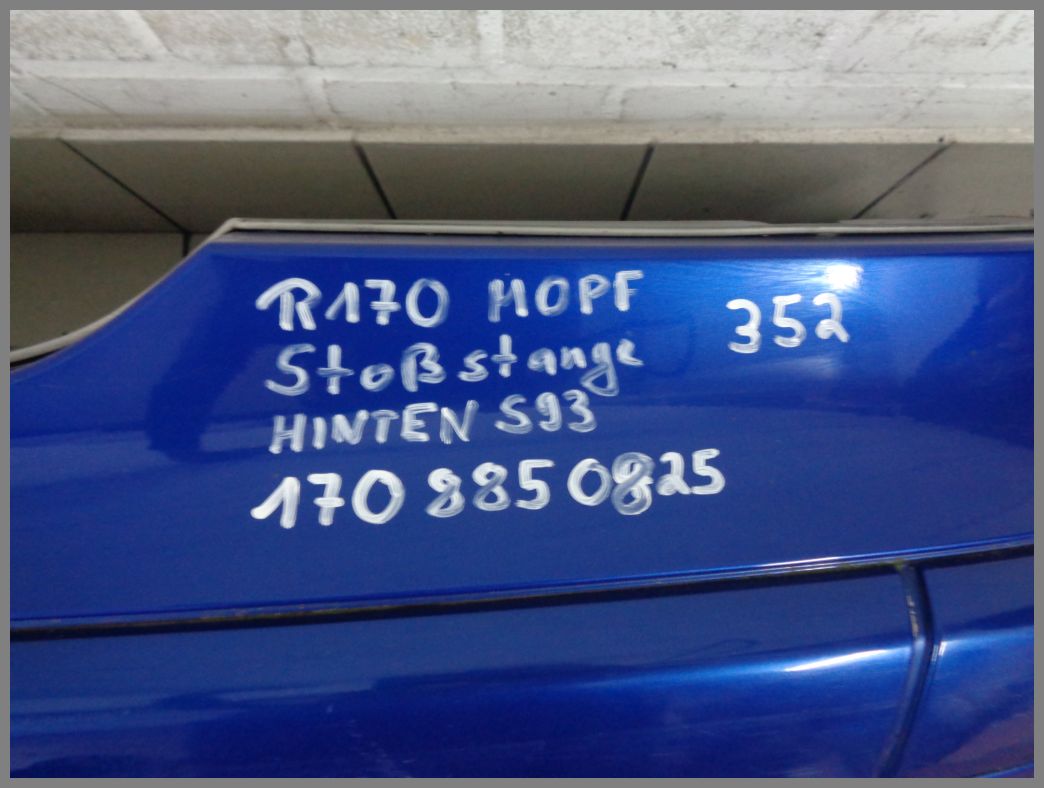 R170 MOPF
352
Stoßstange
HINTEN S93
170 885 0825